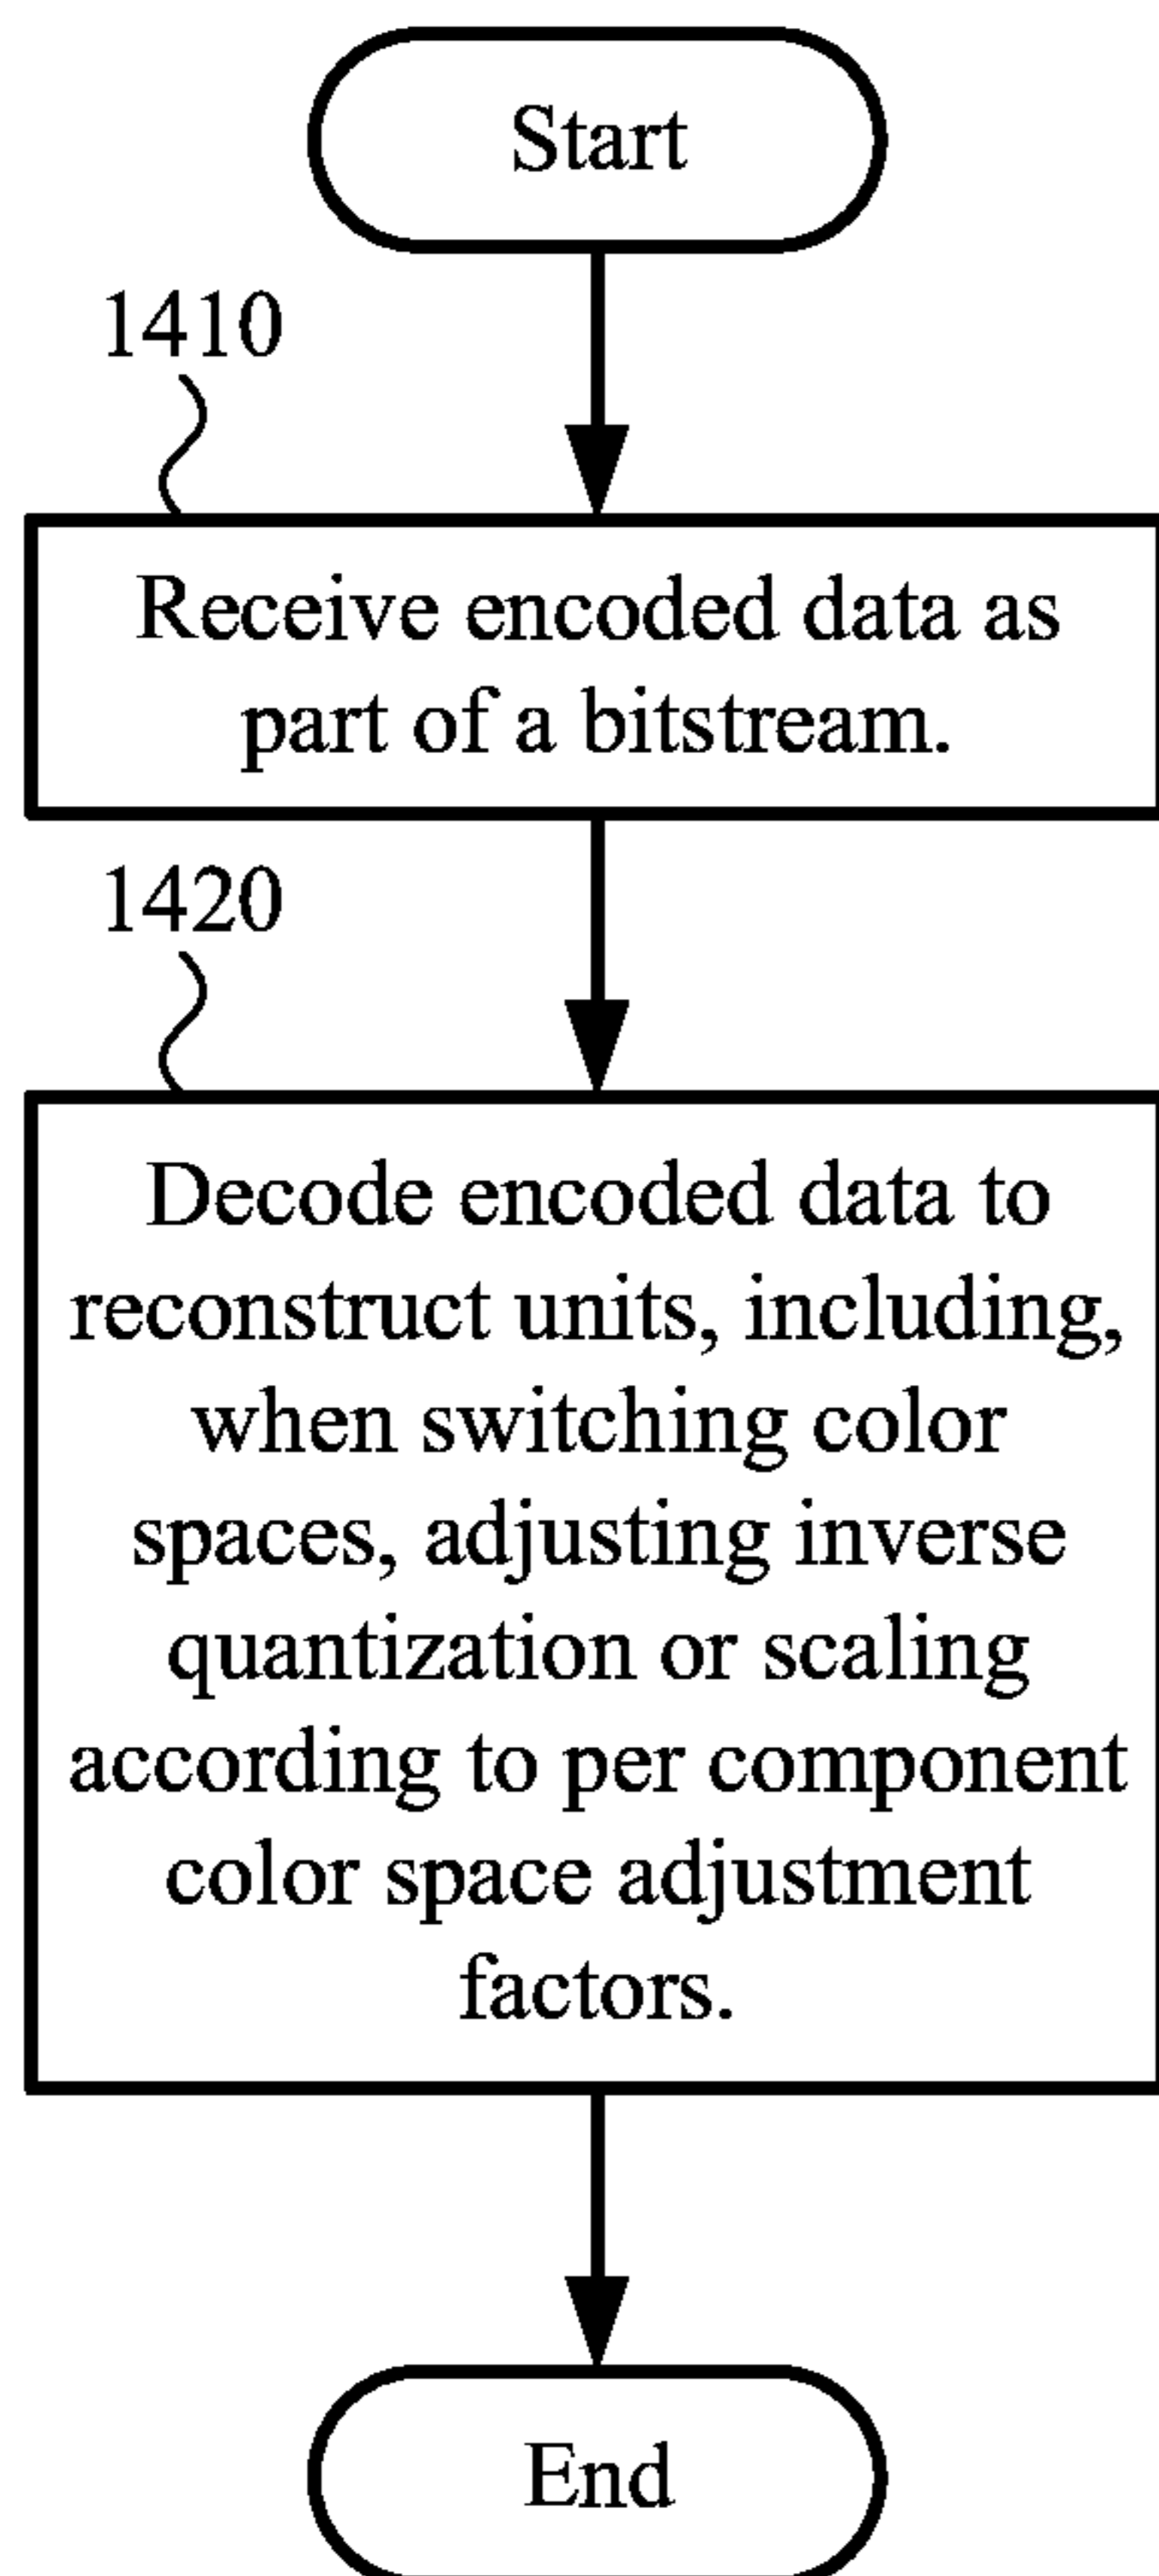 Start
1410
Receive encoded data as
part of a bitstream.
1420
Decode encoded data to
reconstruct units, including,
when switching color
spaces, adjusting inverse
quantization or scaling
according to per component
color space adjustment
factors.
End